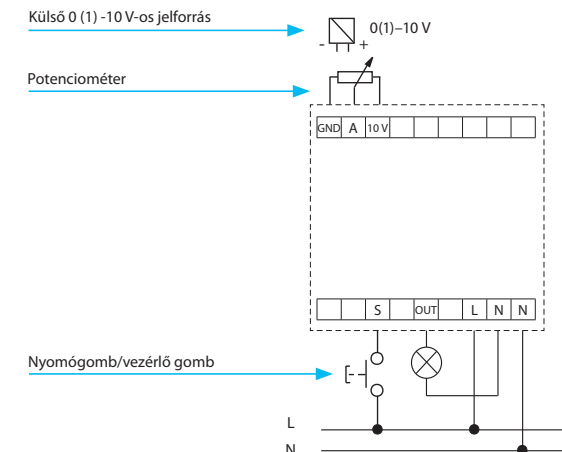 Külső 0 (1) -10 V-os jelforrás
0(1)–10 V
- +
Potenciométer
GND A 10 V
S OUT L N N
Nyomógomb/vezérlő gomb
L
N